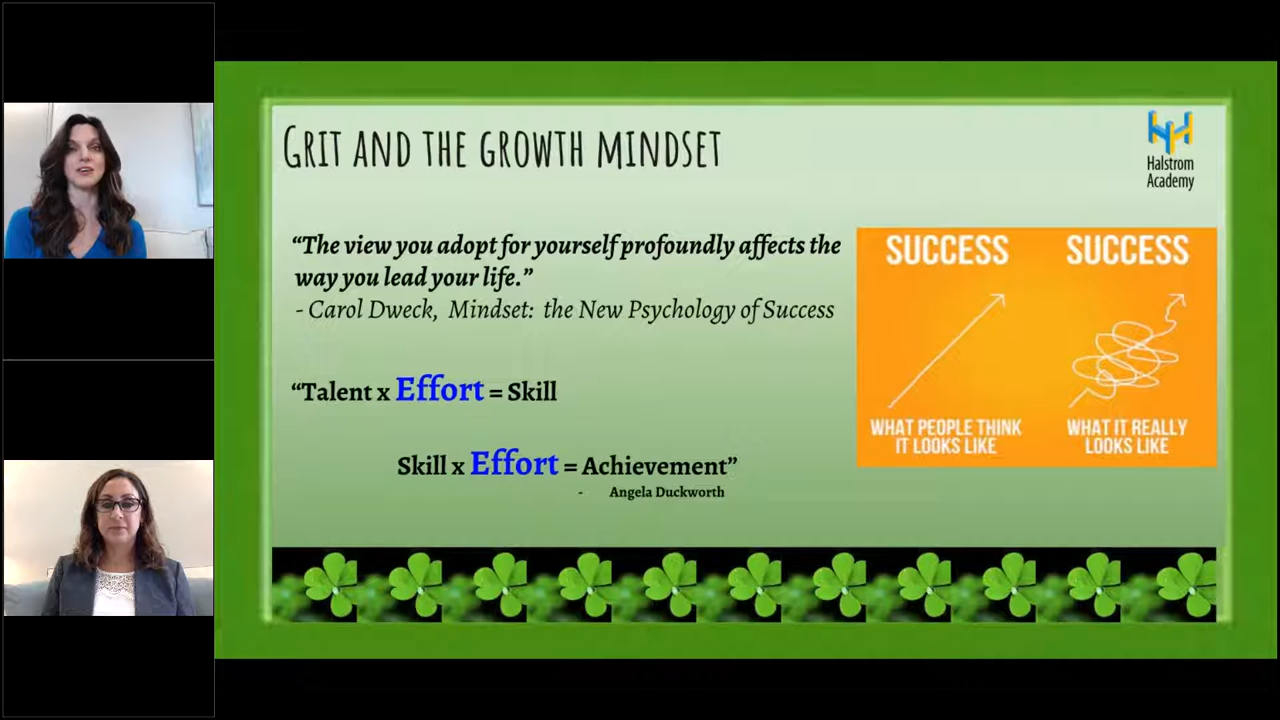 GRIT AND THE GROWTH MINDSET
Halstrom
Academy
“The view you adopt for yourself profoundly affects the
way you lead your life.”
- Carol Dweck, Mindset: the New Psychology of Success
“Talent x Effort = Skill
Skill x Effort = Achievement”
- Angela Duckworth
SUCCESS
WHAT PEOPLE THINK
IT LOOKS LIKE
SUCCESS
WHAT IT REALLY
LOOKS LIKE